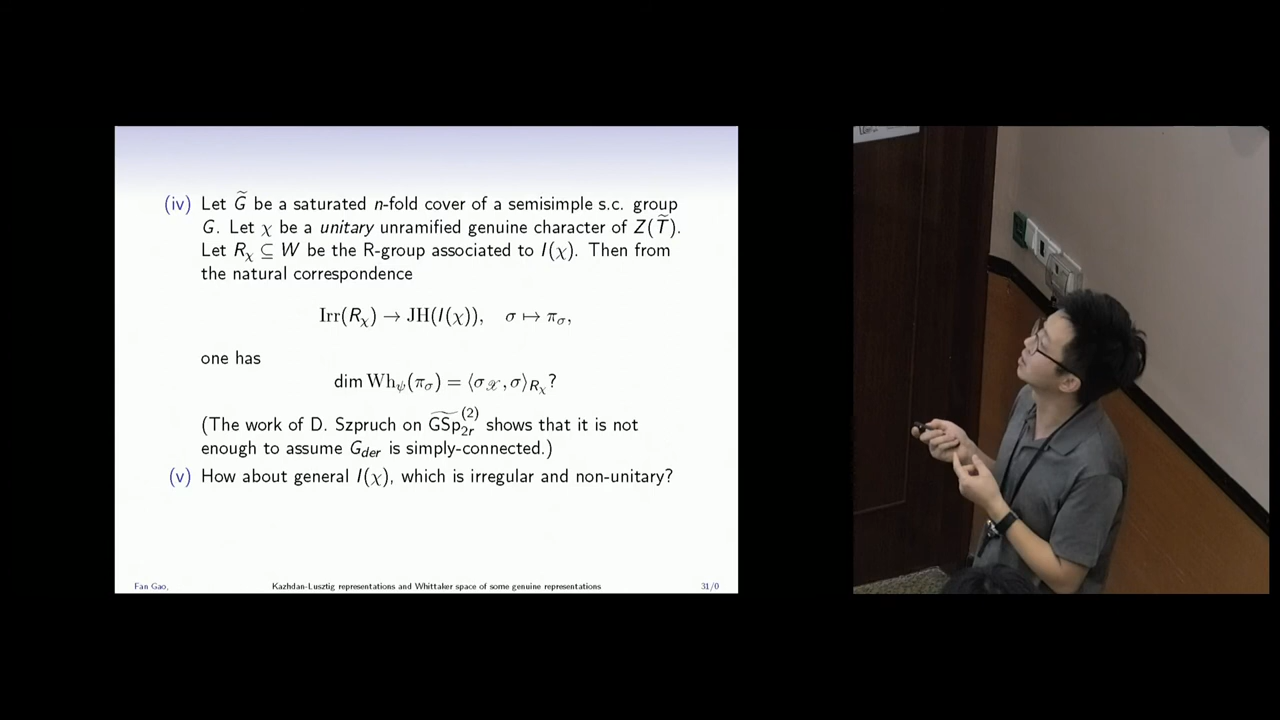 (iv) Let G̃ be a saturated n-fold cover of a semisimple s.c. group
G. Let χ be a unitary unramified genuine character of Z(T̃).
Let R_χ ⊆ W be the R-group associated to I(χ). Then from
the natural correspondence
Irr(R_χ) → JH(I(χ)), σ ↦ π_σ,
one has
dim Wh_ψ(π_σ) = ⟨σ_𝒳, σ⟩_{R_χ}?
(The work of D. Szpruch on G̃Sp_{2r}^{(2)} shows that it is not
enough to assume G_der is simply-connected.)
(v) How about general I(χ), which is irregular and non-unitary?
Fan Gao, Kazhdan-Lusztig representations and Whittaker space of some genuine representations 31/0